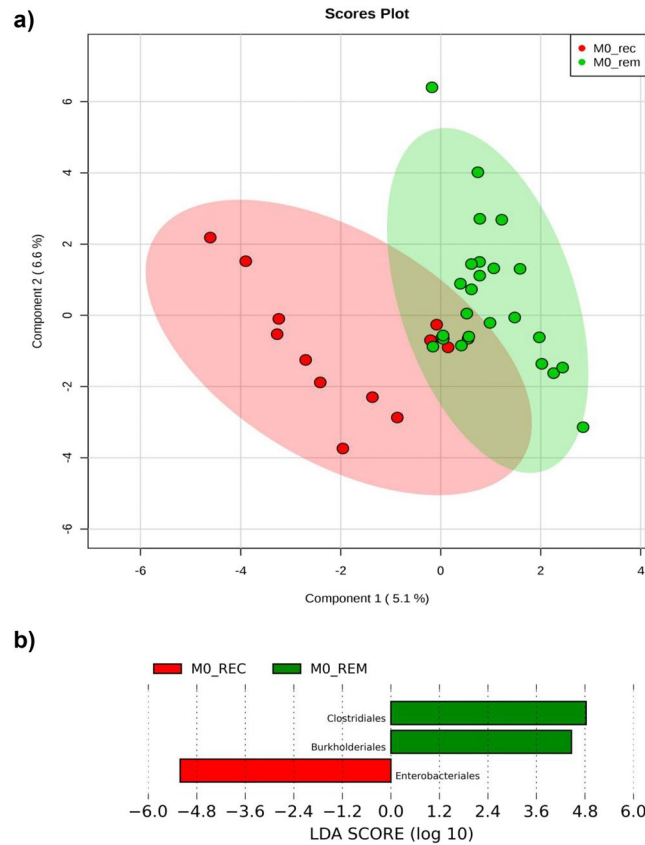 a)
Scores Plot
M0_rec
M0_rem
6
4
2
0
-2
-4
-6
Component 2 ( 6.6 %)
-6 -4 -2 0 2 4
Component 1 ( 5.1 %)
b)
M0_REC M0_REM
Clostridiales
Burkholderiales
Enterobacteriales
−6.0 −4.8 −3.6 −2.4 −1.2 0.0 1.2 2.4 3.6 4.8 6.0
LDA SCORE (log 10)